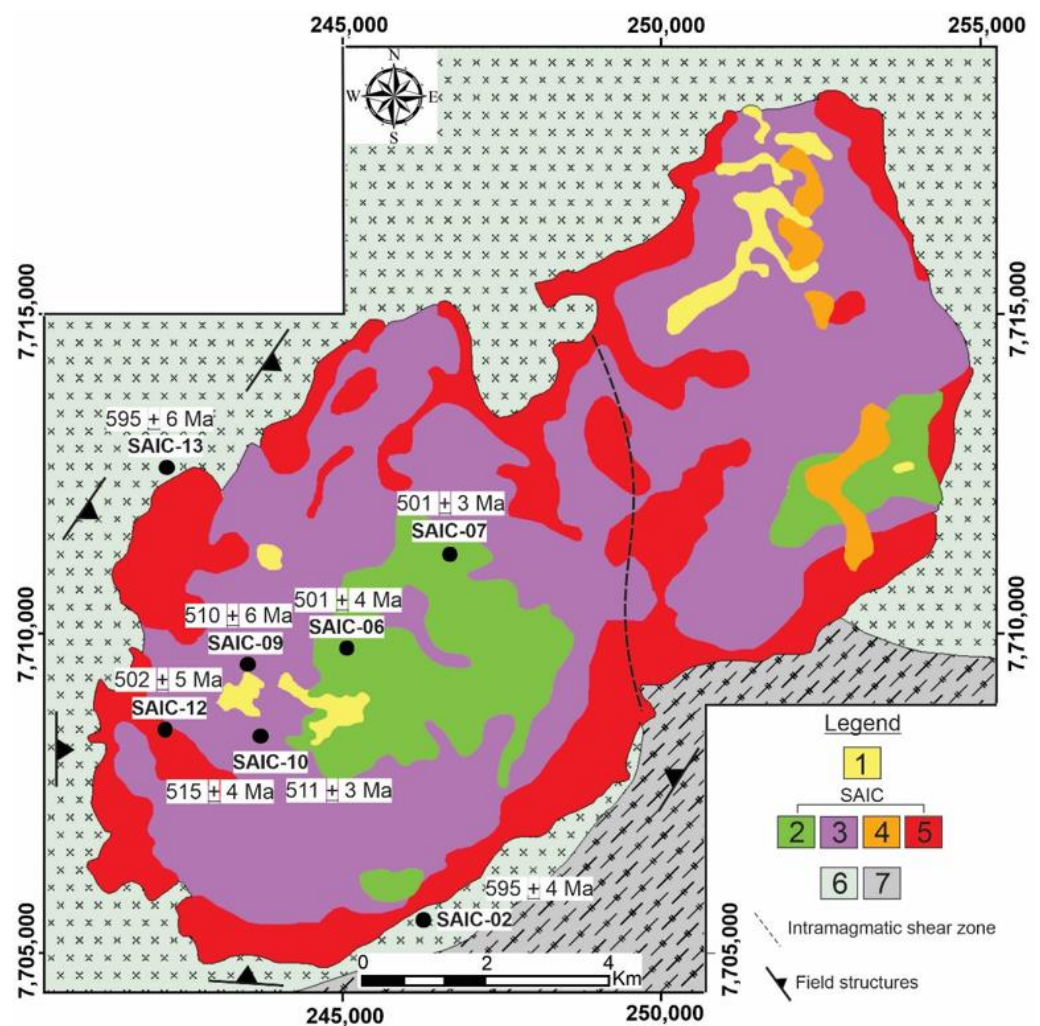 245,000
250,000
255,000
N
W E
S
7,715,000
7,715,000
595 ± 6 Ma
SAIC-13
501 ± 3 Ma
SAIC-07
501 ± 4 Ma
SAIC-06
510 ± 6 Ma
SAIC-09
7,710,000
7,710,000
502 ± 5 Ma
SAIC-12
SAIC-10
515 ± 4 Ma
511 ± 3 Ma
595 ± 4 Ma
SAIC-02
7,705,000
7,705,000
0 2 4
Km
245,000
250,000
Legend
1
SAIC
2 3 4 5
6 7
Intramagmatic shear zone
Field structures